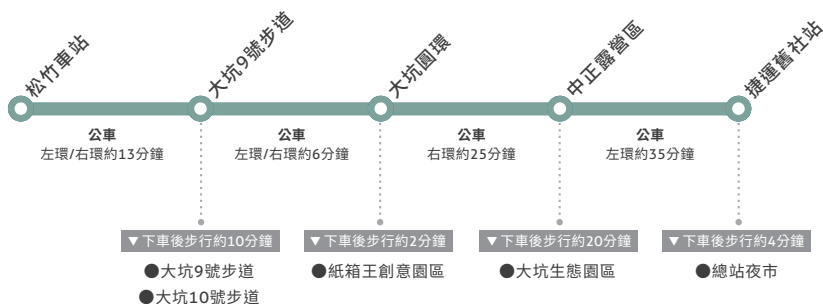 松竹車站
大坑9號步道
大坑圓環
中正露營區
捷運舊社站
公車
左環/右環約13分鐘
公車
左環/右環約6分鐘
公車
右環約25分鐘
公車
左環約35分鐘
▼下車後步行約10分鐘
●大坑9號步道
●大坑10號步道
▼下車後步行約2分鐘
●紙箱王創意園區
▼下車後步行約20分鐘
●大坑生態園區
▼下車後步行約4分鐘
●總站夜市